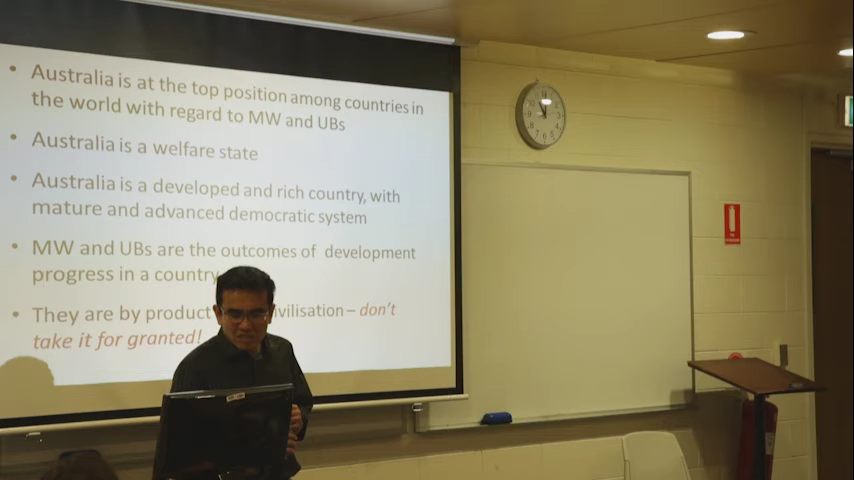 • Australia is at the top position among countries in
the world with regard to MW and UBs
• Australia is a welfare state
• Australia is a developed and rich country, with
mature and advanced democratic system
• MW and UBs are the outcomes of development
progress in a country
• They are by product ivilisation – don't
take it for granted!